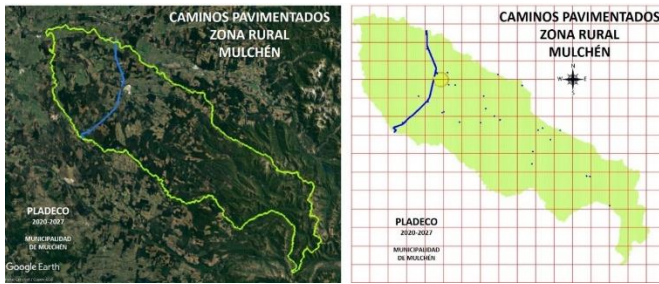 CAMINOS PAVIMENTADOS
ZONA RURAL
MULCHÉN
PLADECO
2020-2027
MUNICIPALIDAD
DE MULCHÉN
Google Earth
CAMINOS PAVIMENTADOS
ZONA RURAL
MULCHÉN
N
W
E
S
PLADECO
2020-2027
MUNICIPALIDAD
DE MULCHÉN